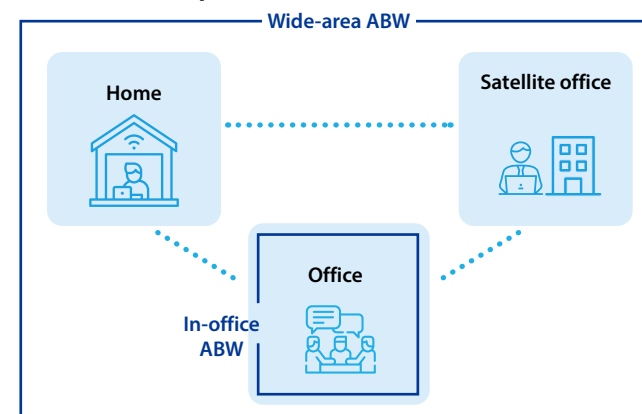 Wide-area ABW
Home
Satellite office
Office
In-office
ABW